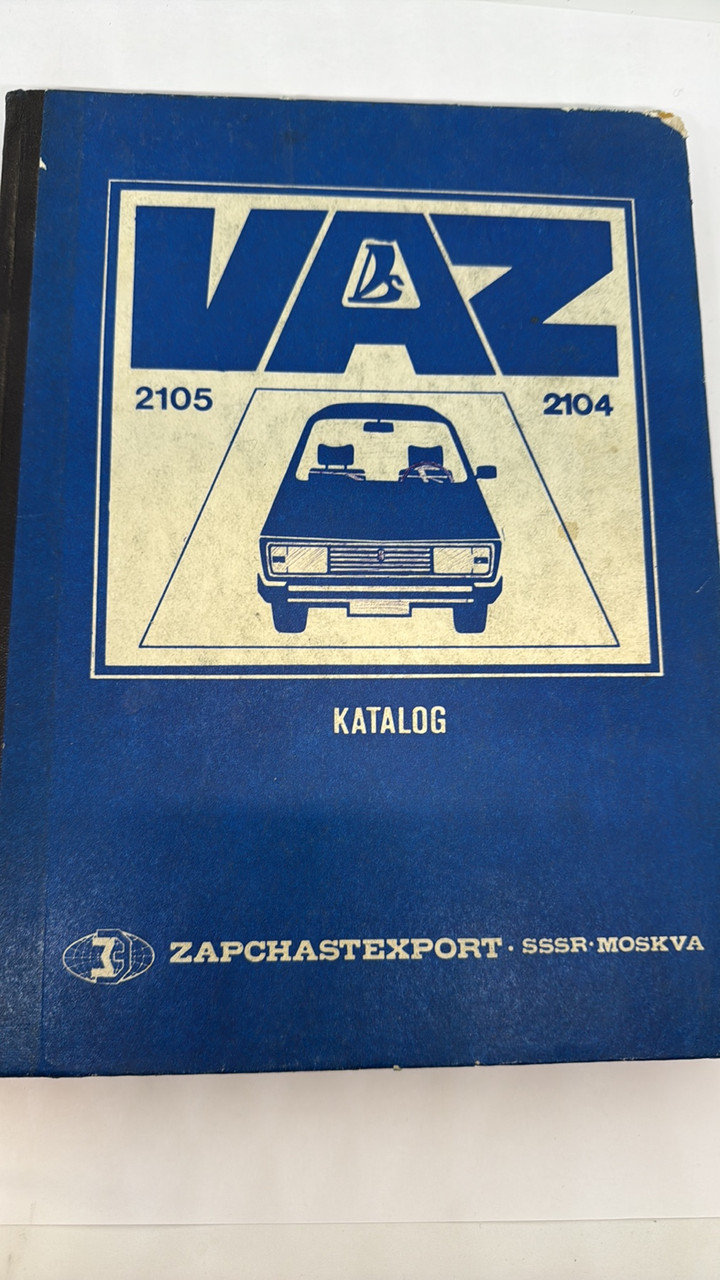 VAZ
2105 2104
KATALOG
ZAPCHASTEXPORT · SSSR · MOSKVA